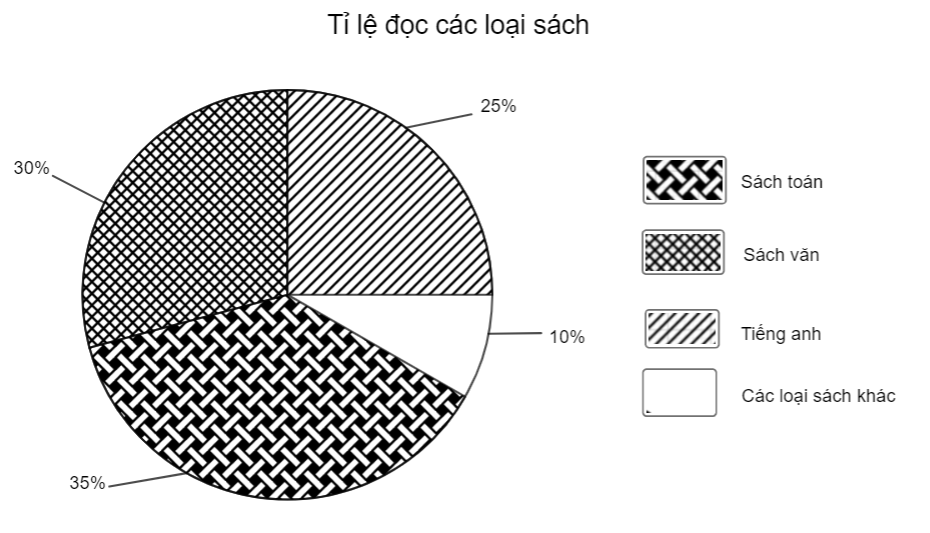 Tỉ lệ đọc các loại sách
25%
30%
10%
35%
Sách toán
Sách văn
Tiếng anh
Các loại sách khác